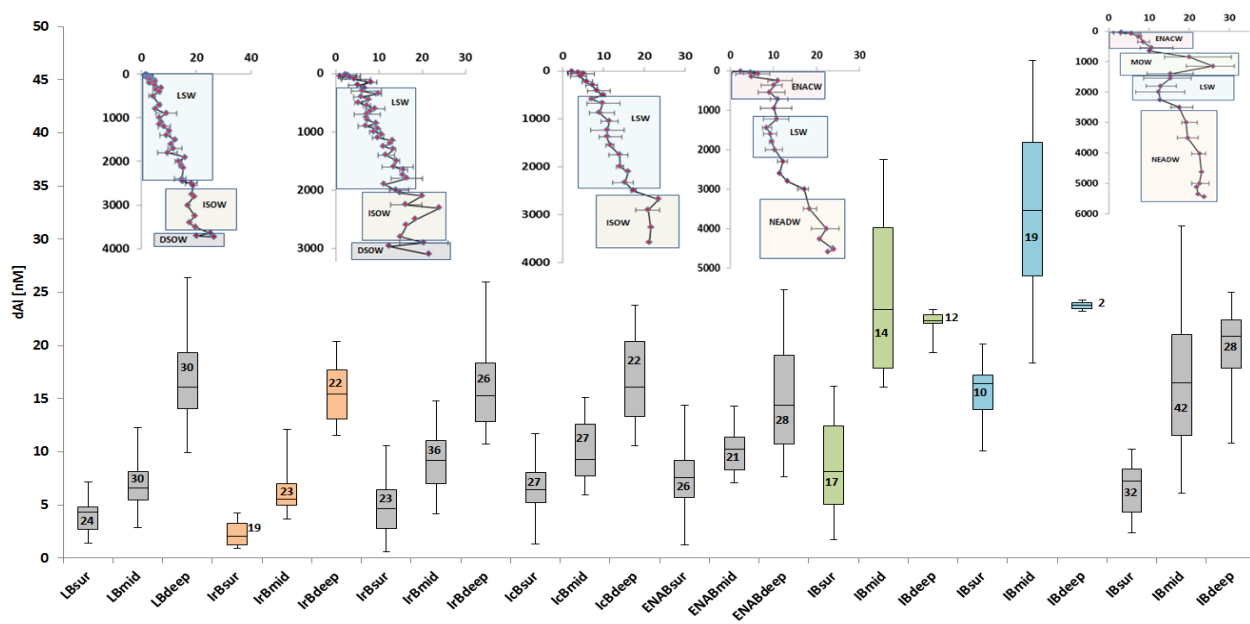 dAl [nM]
50
45
40
35
30
25
20
15
10
5
0
0 20 40
0
1000
2000
3000
4000
LSW
ISOW
DSOW
0 10 20 30
0
1000
2000
3000
LSW
ISOW
DSOW
0 10 20 30
0
1000
2000
3000
4000
LSW
ISOW
0 10 20 30
0
1000
2000
3000
4000
5000
ENACW
LSW
NEADW
0 10 20 30
0
1000
2000
3000
4000
5000
6000
ENACW
MOW
LSW
NEADW
24
30
30
19
23
22
23
36
26
27
27
22
26
21
28
17
14
12
10
19
2
32
42
28
LBsur
LBmid
LBdeep
IrBsur
IrBmid
IrBdeep
IrBsur
IrBmid
IrBdeep
IcBsur
IcBmid
IcBdeep
ENABsur
ENABmid
ENABdeep
IBsur
IBmid
IBdeep
IBsur
IBmid
IBdeep
IBsur
IBmid
IBdeep